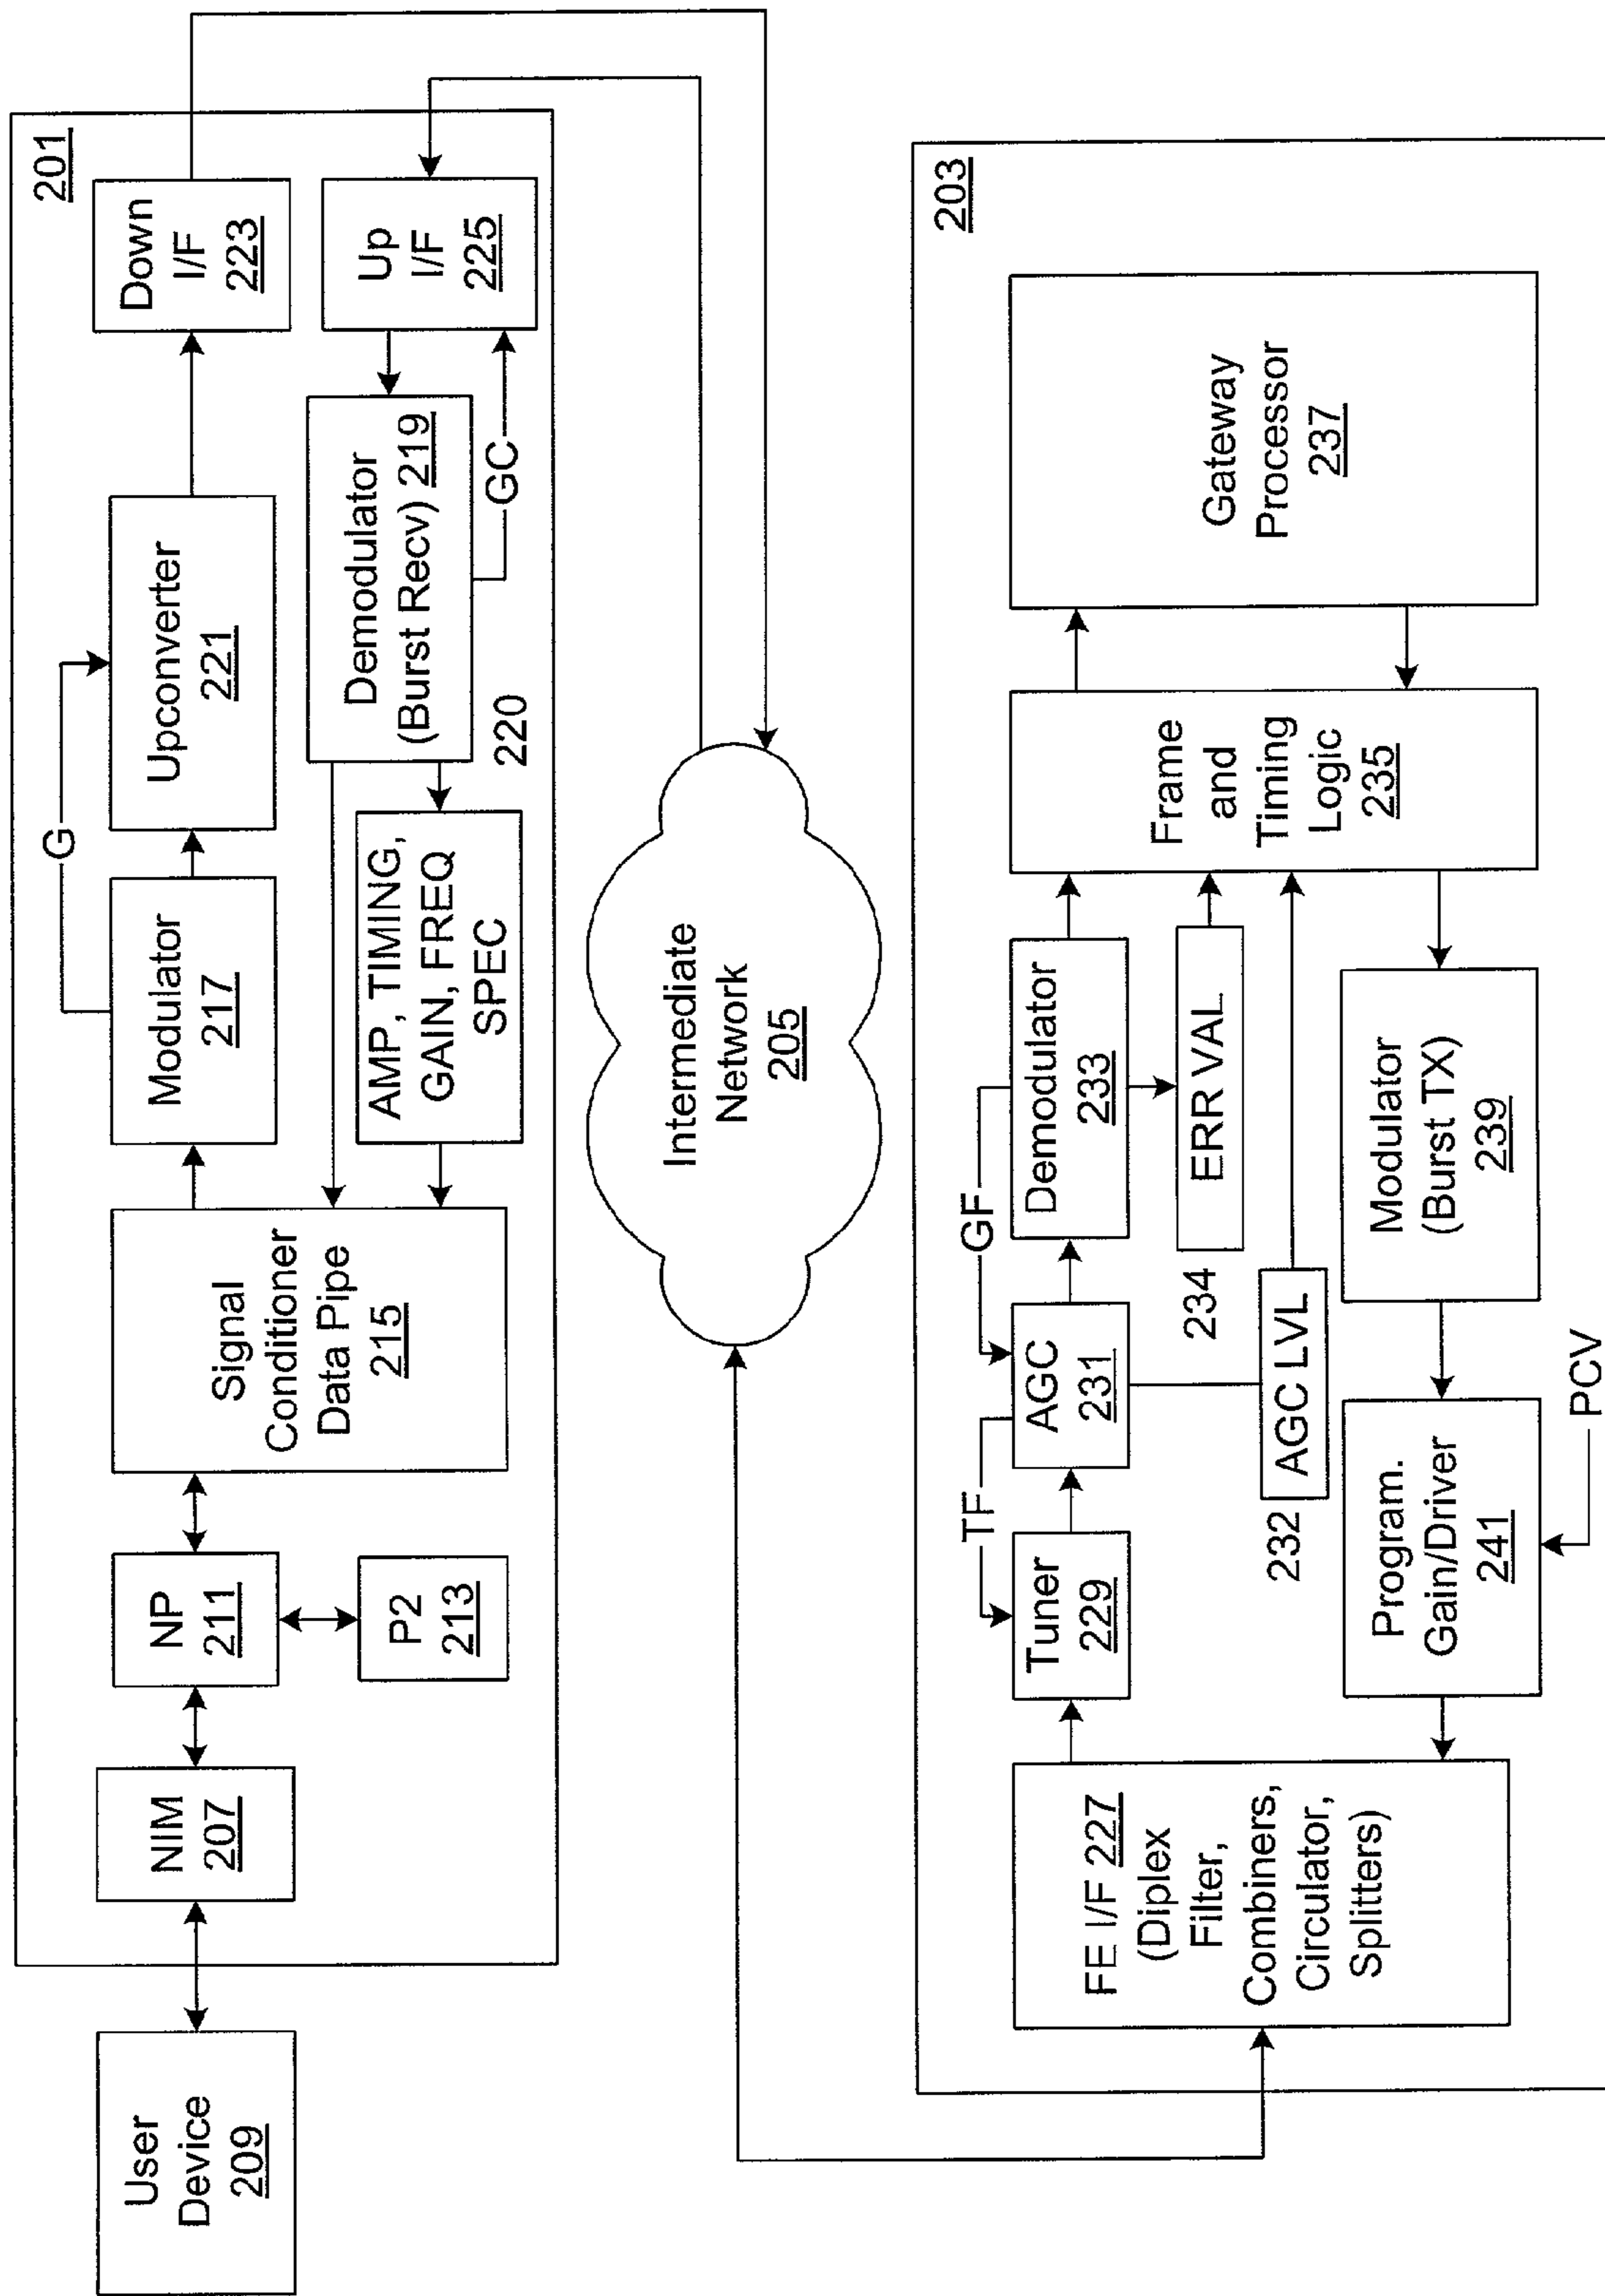 201
User
Device
209
NIM
207
NP
211
P2
213
Signal
Conditioner
Data Pipe
215
G
Modulator
217
Upconverter
221
Down
I/F
223
AMP, TIMING,
GAIN, FREQ
SPEC
220
Demodulator
(Burst Recv) 219
GC
Up
I/F
225
Intermediate
Network
205
203
FE I/F 227
(Diplex
Filter,
Combiners,
Circulator,
Splitters)
TF
Tuner
229
GF
AGC
231
Demodulator
233
234
ERR VAL
232
AGC LVL
Frame
and
Timing
Logic
235
Gateway
Processor
237
Program.
Gain/Driver
241
Modulator
(Burst TX)
239
PCV